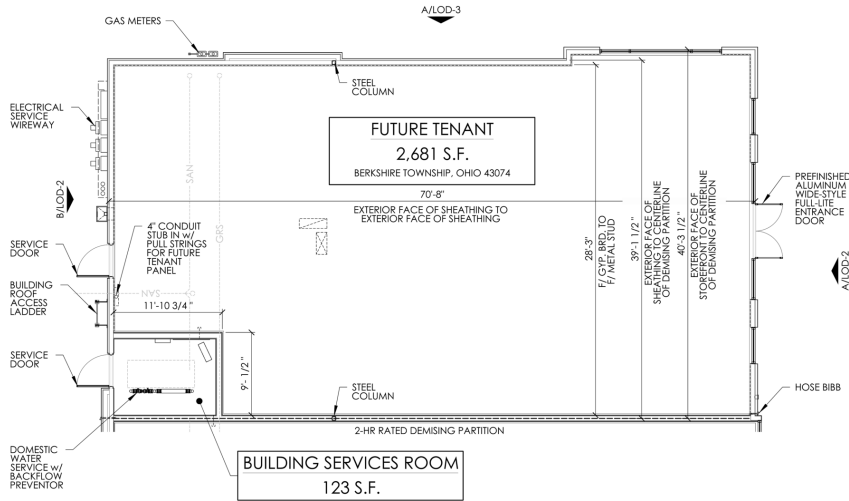 A/LOD-3
GAS METERS
STEEL
COLUMN
ELECTRICAL
SERVICE
WIREWAY
FUTURE TENANT
2,681 S.F.
BERKSHIRE TOWNSHIP, OHIO 43074
SAN
GRS
70'-8"
EXTERIOR FACE OF SHEATHING TO
EXTERIOR FACE OF SHEATHING
PREFINISHED
ALUMINUM
WIDE-STYLE
FULL-LITE
ENTRANCE
DOOR
B/LOD-2
4" CONDUIT
STUB IN w/
PULL STRINGS
FOR FUTURE
TENANT
PANEL
28'-3"
F/ GYP. BRD. TO
F/ METAL STUD
39'-1 1/2 "
EXTERIOR FACE OF
SHEATHING TO CENTERLINE
OF DEMISING PARTITION
40'-3 1/2 "
EXTERIOR FACE OF
STOREFRONT TO CENTERLINE
OF DEMISING PARTITION
SERVICE
DOOR
A/LOD-2
BUILDING
ROOF
ACCESS
LADDER
SAN
11'-10 3/4 "
SERVICE
DOOR
9'- 1/2 "
STEEL
COLUMN
HOSE BIBB
2-HR RATED DEMISING PARTITION
DOMESTIC
WATER
SERVICE w/
BACKFLOW
PREVENTOR
BUILDING SERVICES ROOM
123 S.F.